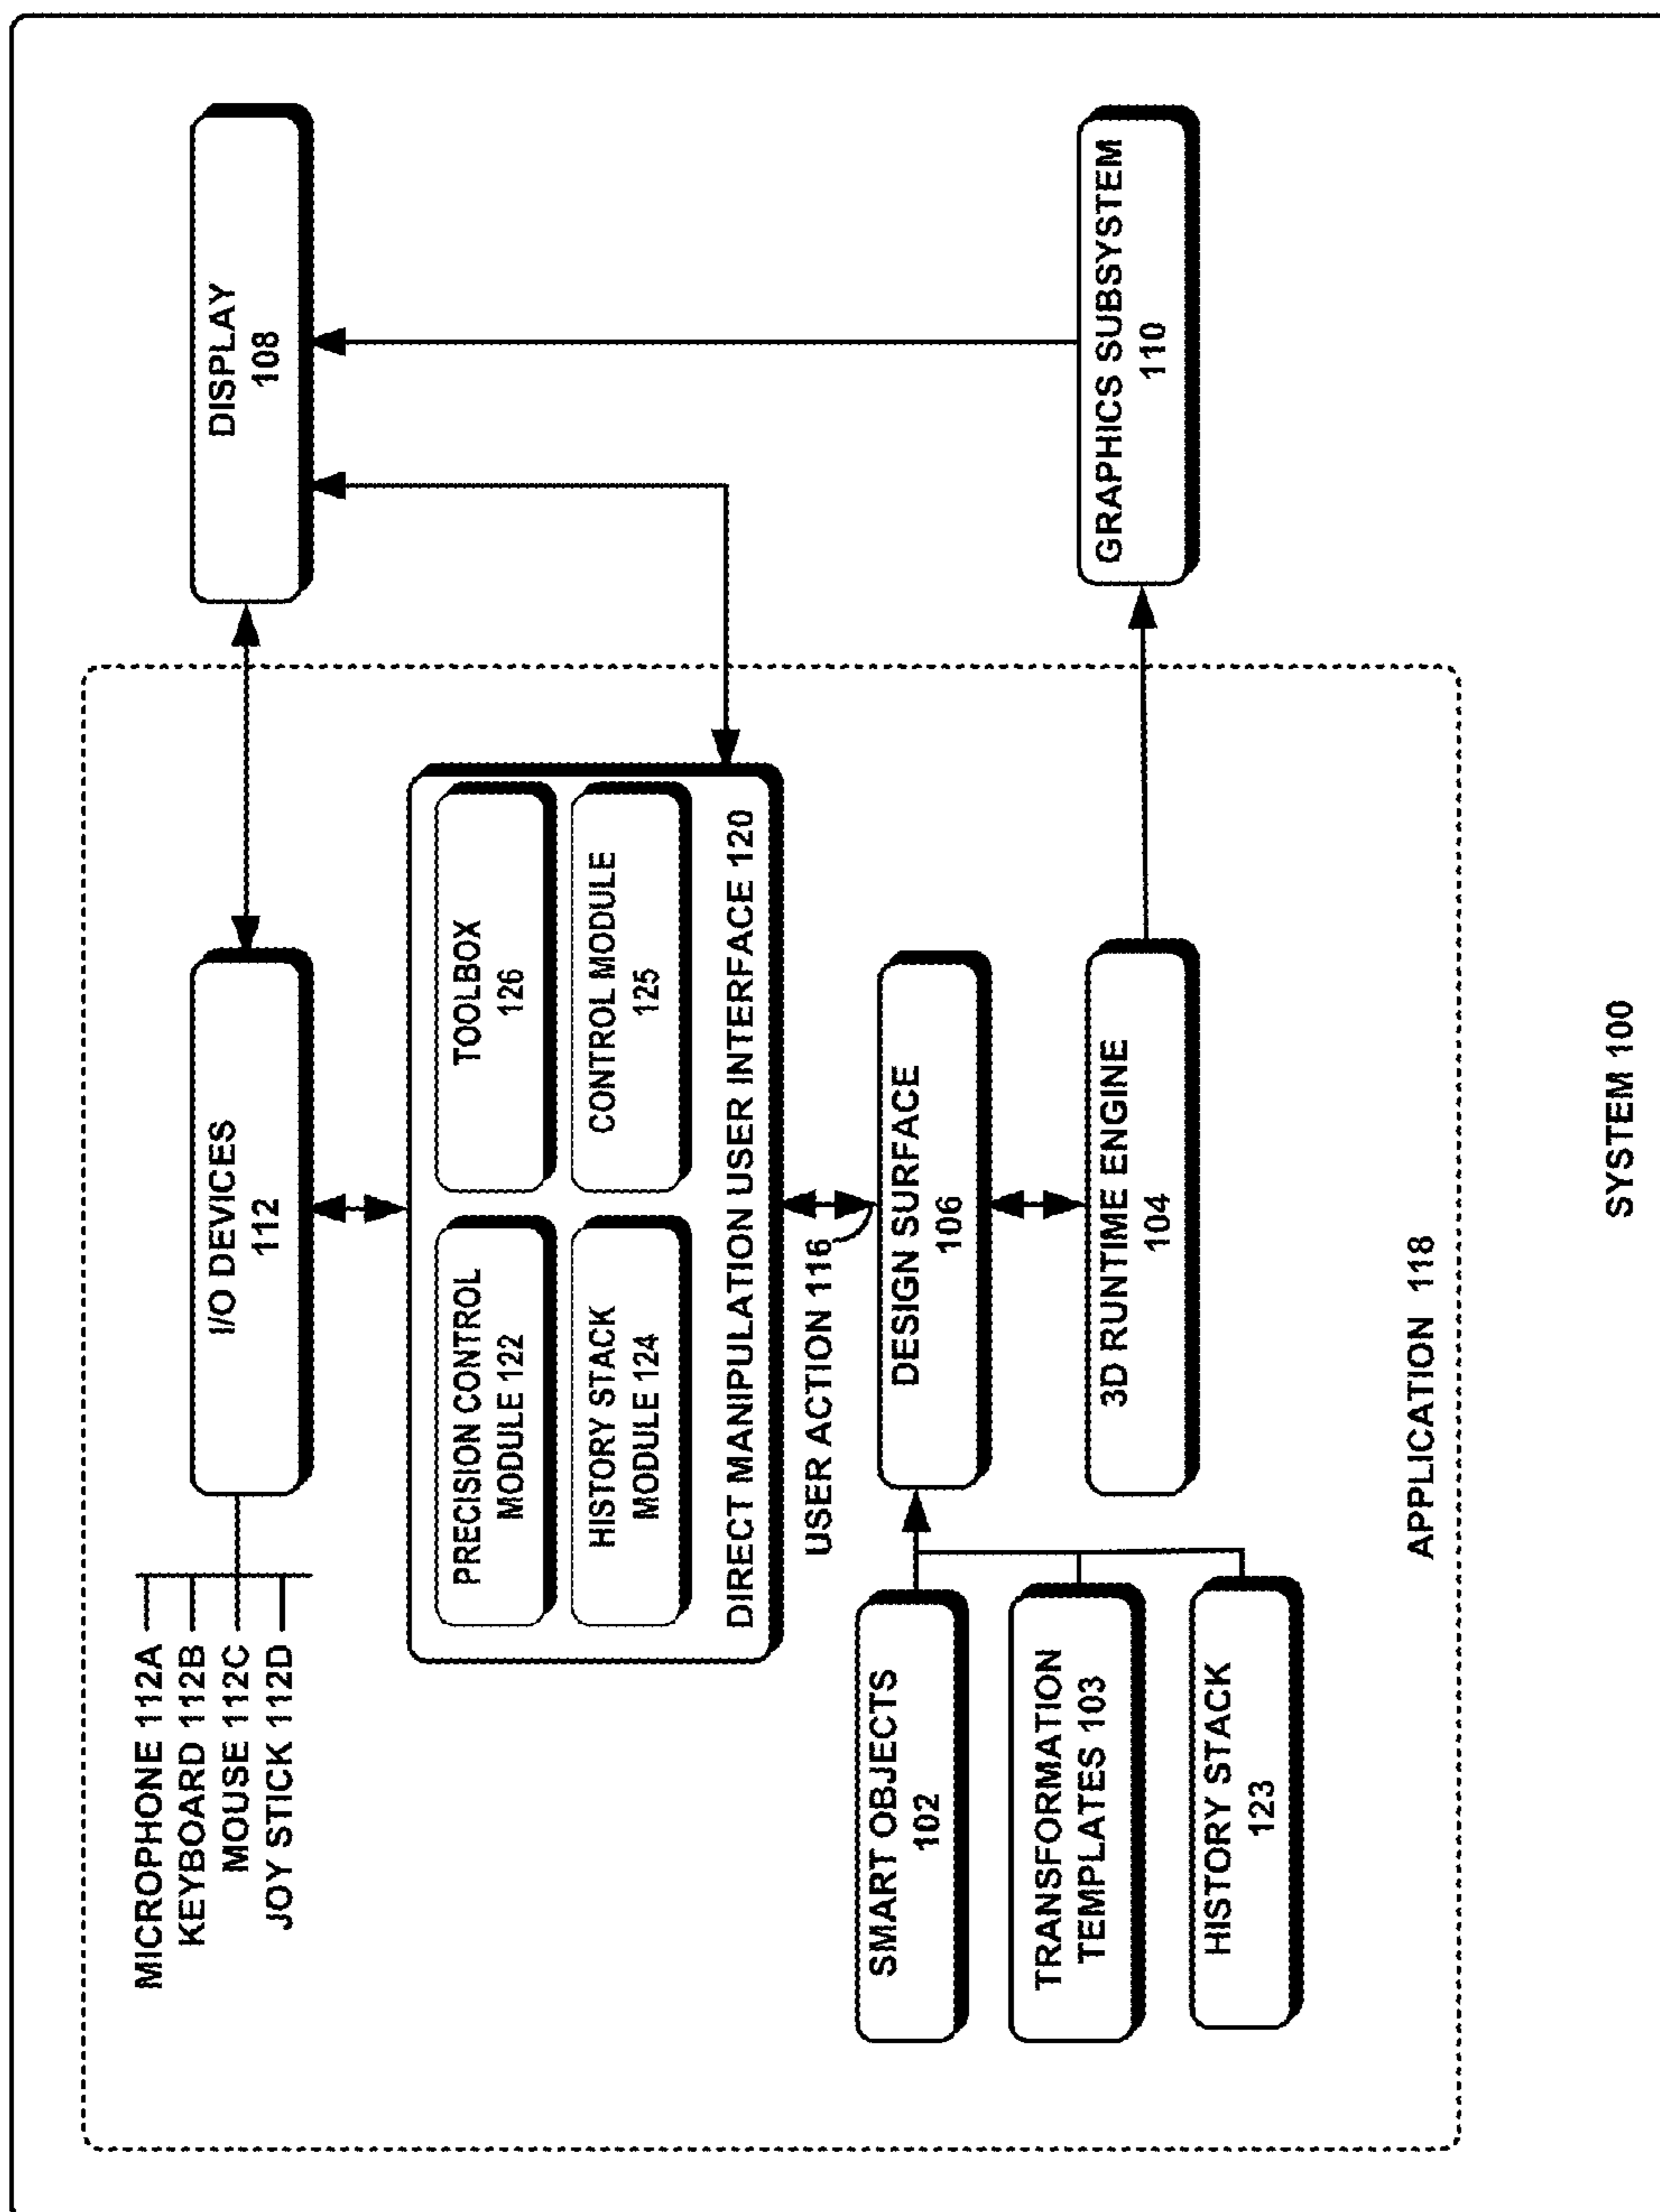 MICROPHONE 112A
KEYBOARD 112B
MOUSE 112C
JOY STICK 112D
I/O DEVICES
112
DISPLAY
108
PRECISION CONTROL
MODULE 122
TOOLBOX
126
HISTORY STACK
MODULE 124
CONTROL MODULE
125
DIRECT MANIPULATION USER INTERFACE 120
USER ACTION 116
SMART OBJECTS
102
DESIGN SURFACE
106
TRANSFORMATION
TEMPLATES 103
3D RUNTIME ENGINE
104
GRAPHICS SUBSYSTEM
110
HISTORY STACK
123
APPLICATION 118
SYSTEM 100